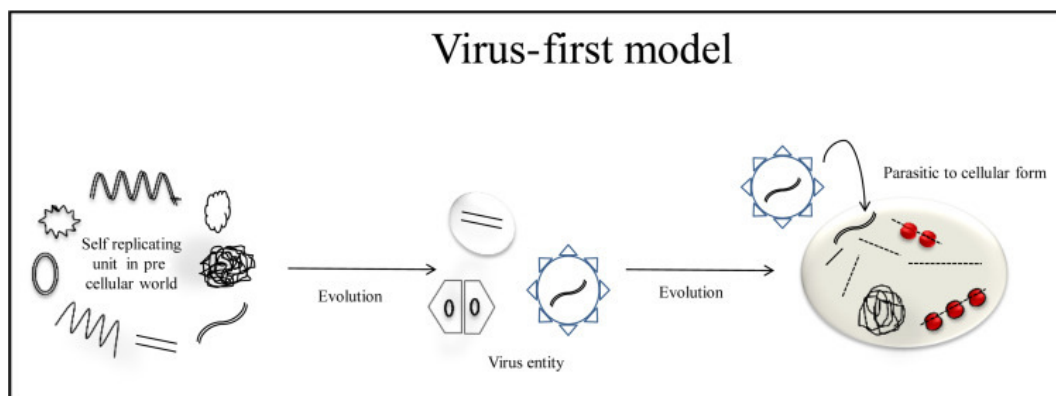 Virus-first model
Self replicating
unit in pre
cellular world
Evolution
Virus entity
Evolution
Parasitic to cellular form